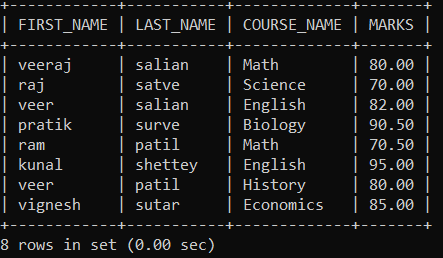 +------------+-----------+-------------+-------+
| FIRST_NAME | LAST_NAME | COURSE_NAME | MARKS |
+------------+-----------+-------------+-------+
| veeraj     | salian    | Math        | 80.00 |
| raj        | satve     | Science     | 70.00 |
| veer       | salian    | English     | 82.00 |
| pratik     | surve     | Biology     | 90.50 |
| ram        | patil     | Math        | 70.50 |
| kunal      | shettey   | English     | 95.00 |
| veer       | patil     | History     | 80.00 |
| vignesh    | sutar     | Economics   | 85.00 |
+------------+-----------+-------------+-------+
8 rows in set (0.00 sec)